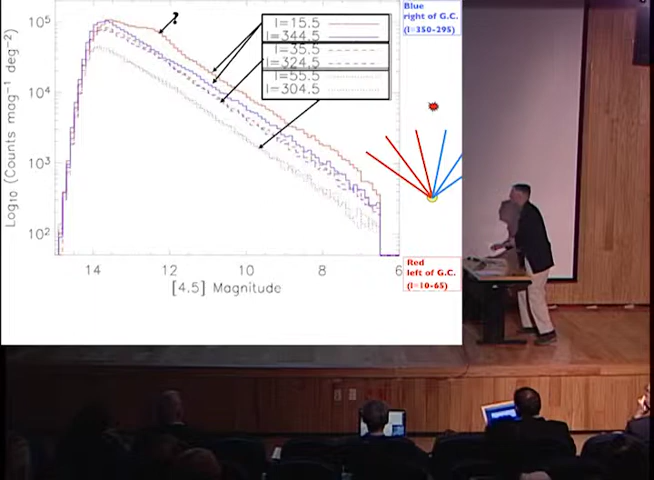 Log₁₀ (Counts mag⁻¹ deg⁻²)
10⁵
10⁴
10³
10²
14
12
10
8
6
[4.5] Magnitude
?
l=15.5
l=344.5
l=35.5
l=324.5
l=55.5
l=304.5
Blue
right of G.C.
(l=350-295)
Red
left of G.C.
(l=10-65)